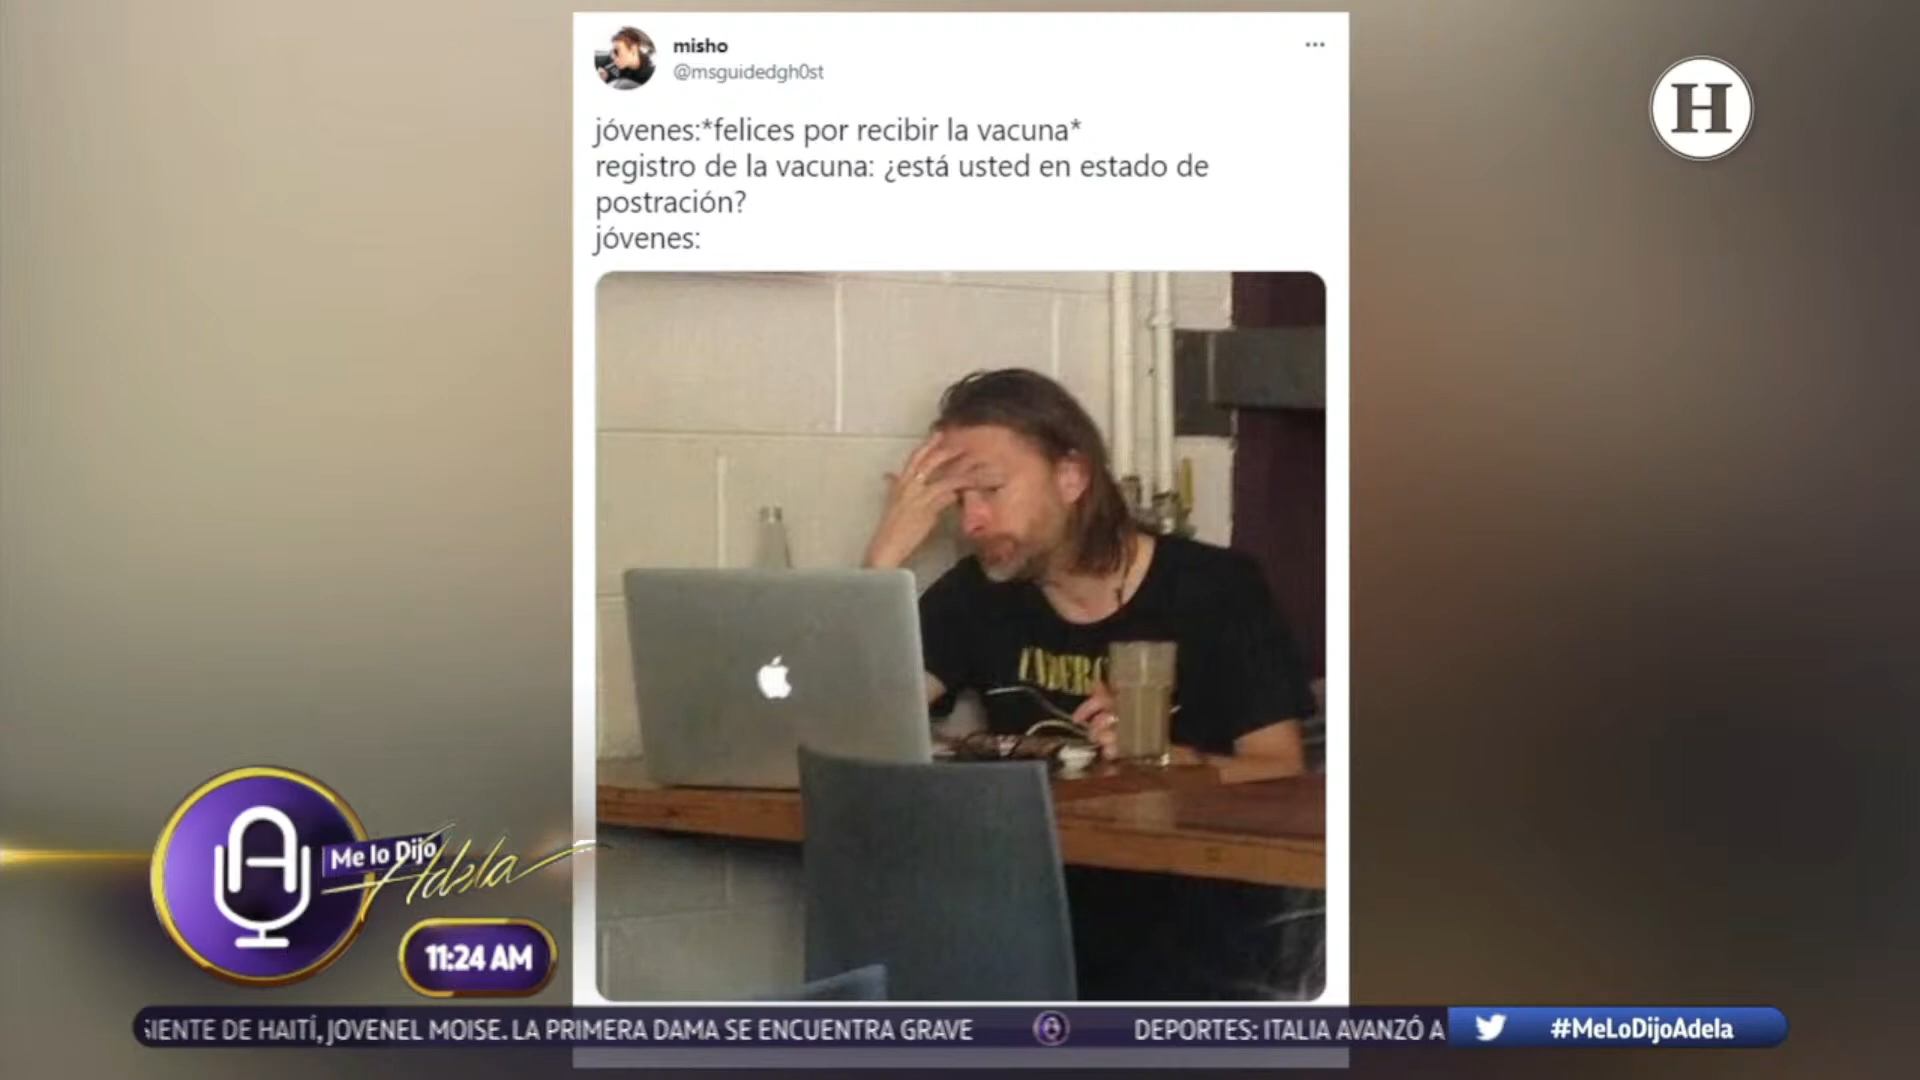 misho
@msguidedgh0st
jóvenes:*felices por recibir la vacuna*
registro de la vacuna: ¿está usted en estado de
postración?
jóvenes:
H
Me lo Dijo
Adela
11:24 AM
DE HAITÍ, JOVENEL MOISE. LA PRIMERA DAMA SE ENCUENTRA GRAVE
DEPORTES: ITALIA AVANZÓ A
#MeLoDijoAdela